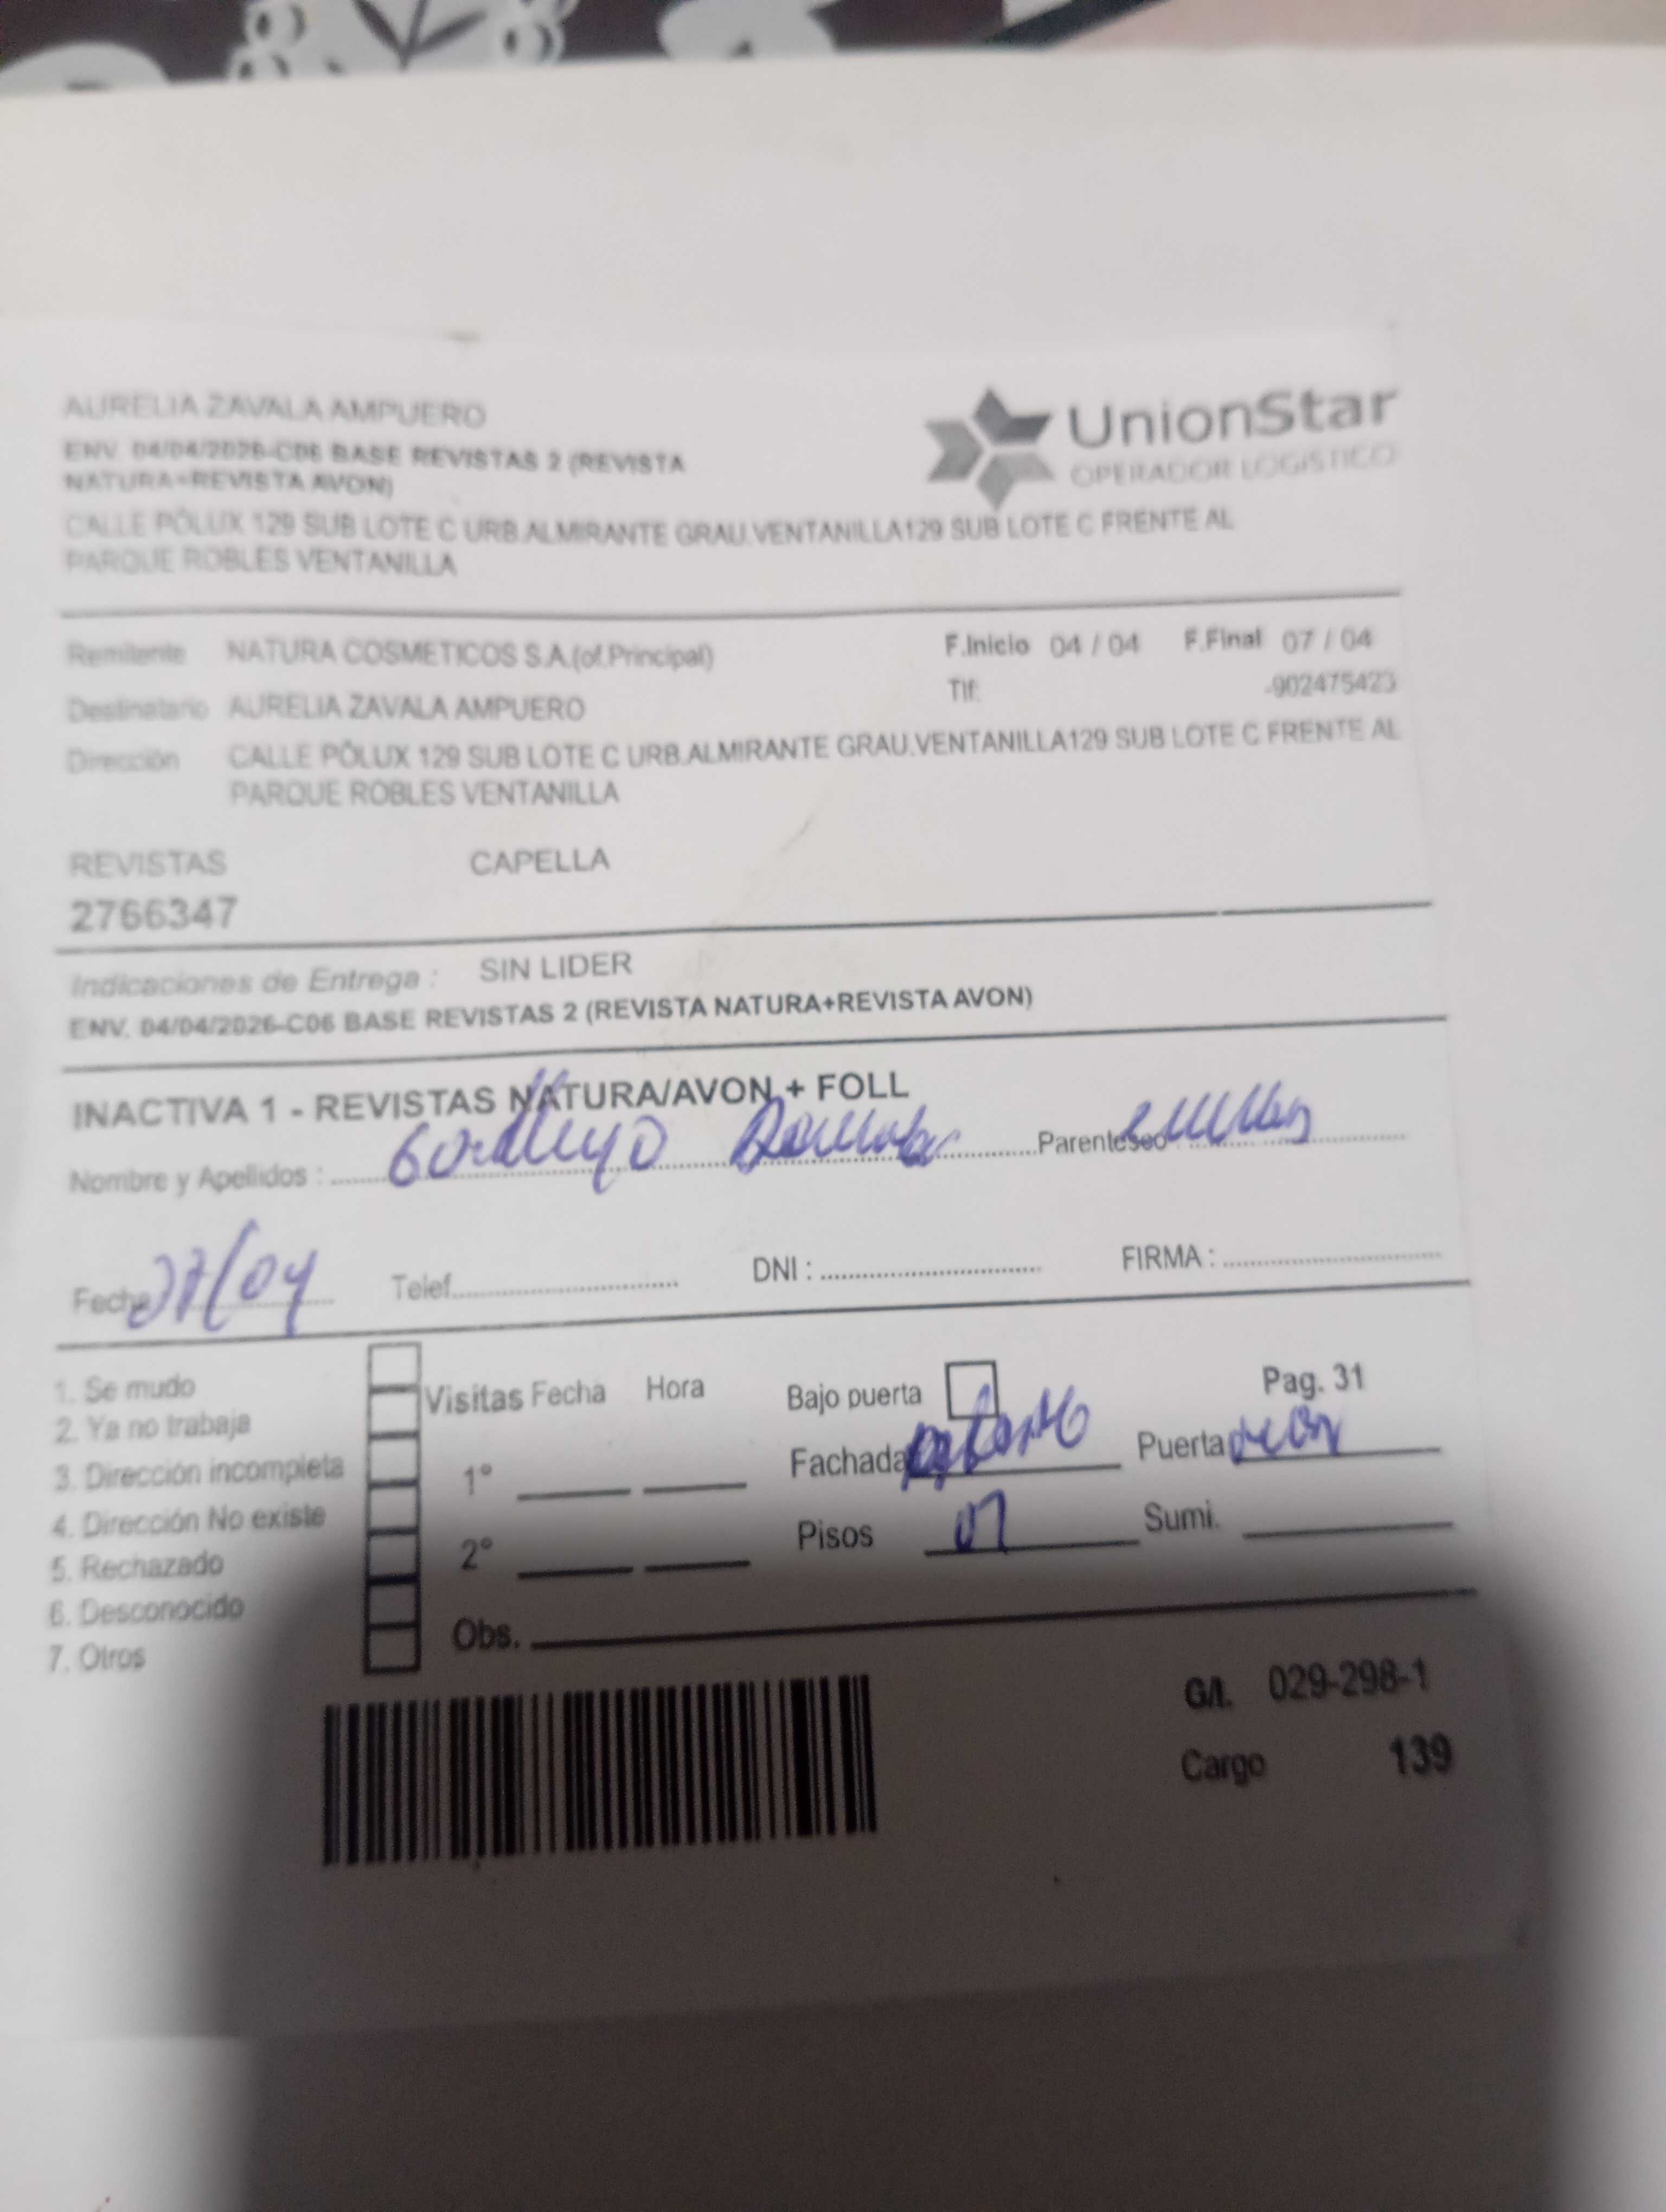 AURELIA ZAVALA AMPUERO
ENV. 04/04/2026-C06 BASE REVISTAS 2 (REVISTA
NATURA+REVISTA AVON)
CALLE PÓLUX 129 SUB LOTE C URB.ALMIRANTE GRAU.VENTANILLA129 SUB LOTE C FRENTE AL
PARQUE ROBLES VENTANILLA
UnionStar
OPERADOR LOGISTICO
Remitente NATURA COSMETICOS S.A.(of.Principal) F.Inicio 04 / 04 F.Final 07 / 04
Tlf: -902475423
Destinatario AURELIA ZAVALA AMPUERO
Dirección CALLE PÓLUX 129 SUB LOTE C URB.ALMIRANTE GRAU.VENTANILLA129 SUB LOTE C FRENTE AL
PARQUE ROBLES VENTANILLA
REVISTAS CAPELLA
2766347
Indicaciones de Entrega : SIN LIDER
ENV. 04/04/2026-C06 BASE REVISTAS 2 (REVISTA NATURA+REVISTA AVON)
INACTIVA 1 - REVISTAS NATURA/AVON + FOLL
Nombre y Apellidos : Parentesco
Fecha 07/04 Telef. DNI : FIRMA :
1. Se mudo
2. Ya no trabaja
3. Dirección incompleta
4. Dirección No existe
5. Rechazado
6. Desconocido
7. Otros
Visitas Fecha Hora
1°
2°
Obs.
Bajo puerta Pag. 31
Fachada Puerta
Pisos 01 Sumi.
G/I. 029-298-1
Cargo 139